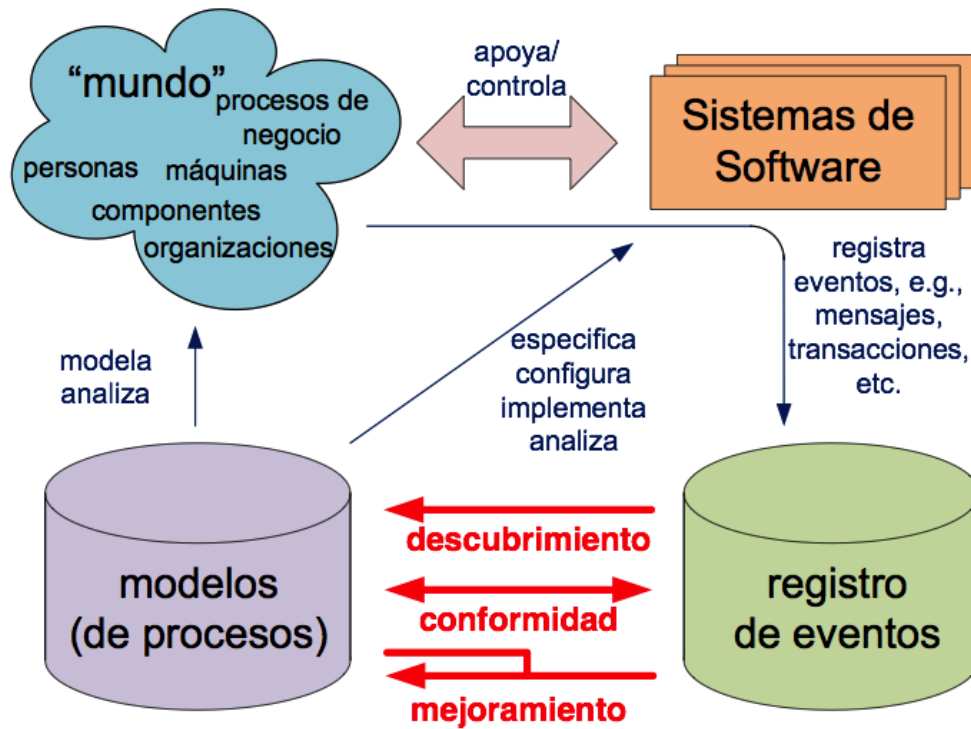 “mundo”
procesos de
negocio
personas
máquinas
componentes
organizaciones
apoya/
controla
Sistemas de
Software
registra
eventos, e.g.,
mensajes,
transacciones,
etc.
modela
analiza
especifica
configura
implementa
analiza
modelos
(de procesos)
descubrimiento
conformidad
mejoramiento
registro
de eventos